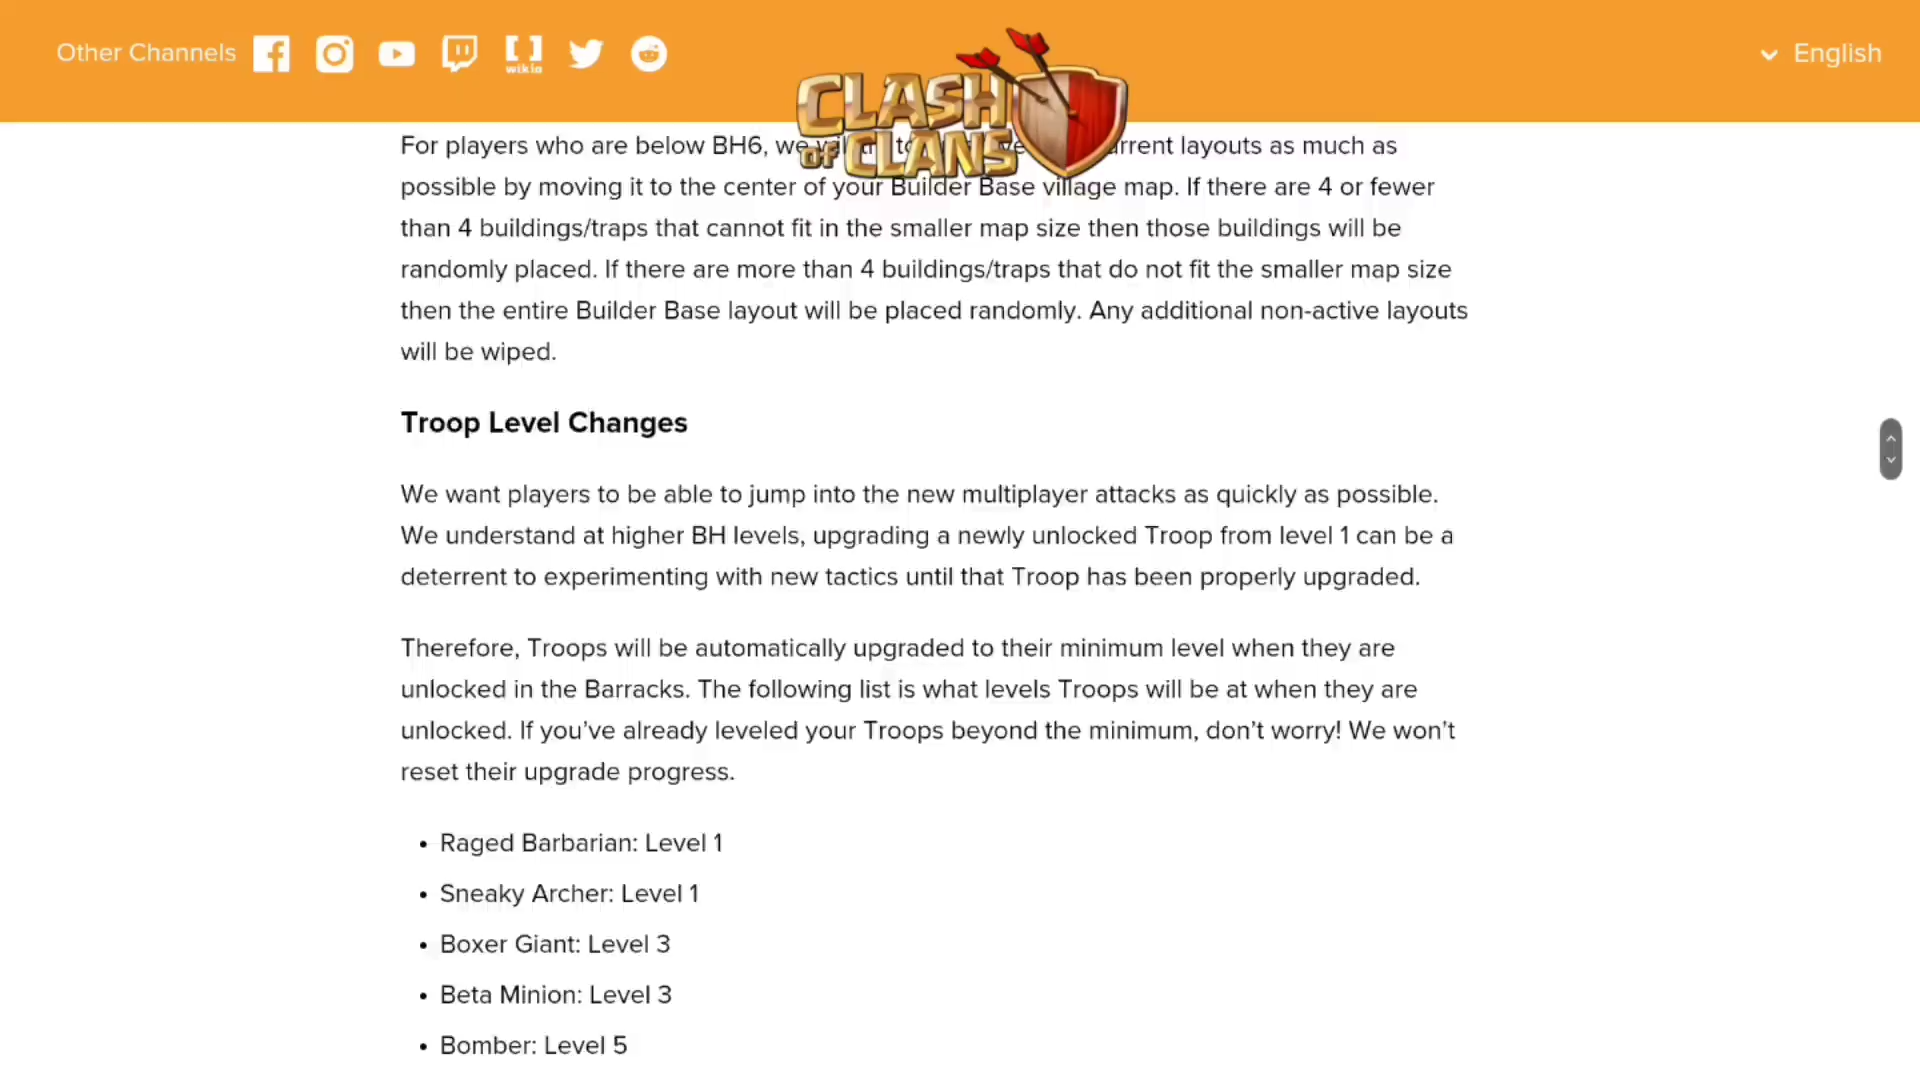 Other Channels
wikia
CLASH
OF CLANS
English
For players who are below BH6, we rrent layouts as much as
possible by moving it to the center of your Builder Base village map. If there are 4 or fewer
than 4 buildings/traps that cannot fit in the smaller map size then those buildings will be
randomly placed. If there are more than 4 buildings/traps that do not fit the smaller map size
then the entire Builder Base layout will be placed randomly. Any additional non-active layouts
will be wiped.
Troop Level Changes
We want players to be able to jump into the new multiplayer attacks as quickly as possible.
We understand at higher BH levels, upgrading a newly unlocked Troop from level 1 can be a
deterrent to experimenting with new tactics until that Troop has been properly upgraded.
Therefore, Troops will be automatically upgraded to their minimum level when they are
unlocked in the Barracks. The following list is what levels Troops will be at when they are
unlocked. If you’ve already leveled your Troops beyond the minimum, don’t worry! We won’t
reset their upgrade progress.
• Raged Barbarian: Level 1
• Sneaky Archer: Level 1
• Boxer Giant: Level 3
• Beta Minion: Level 3
• Bomber: Level 5